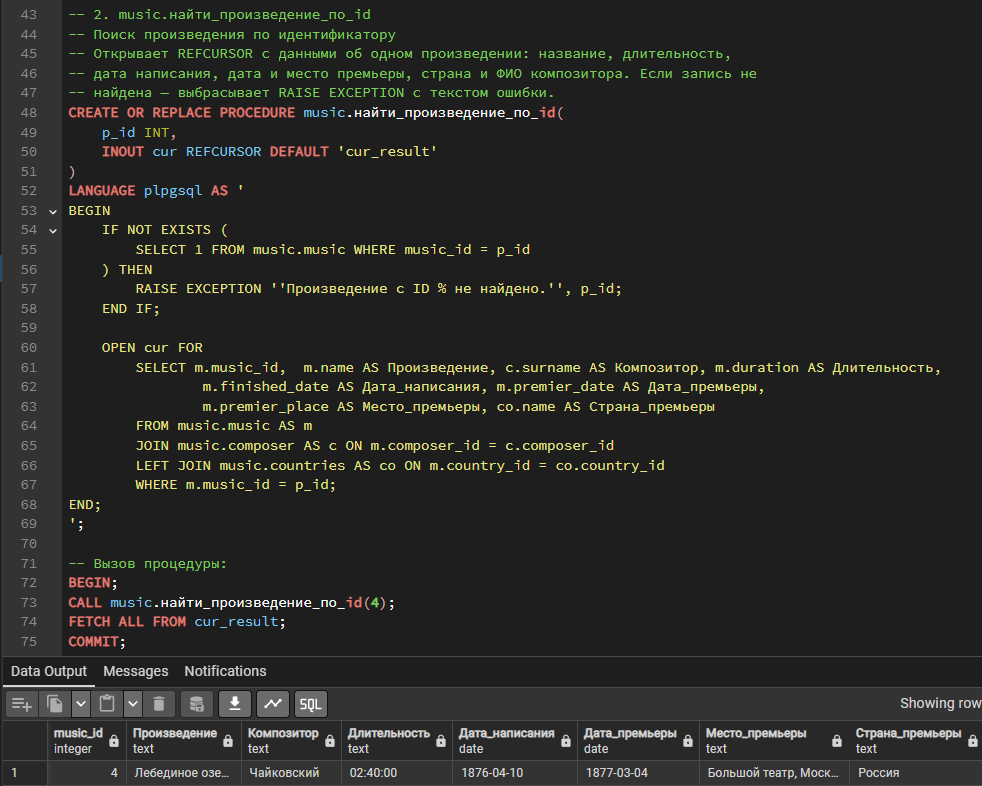 43 -- 2. music.найти_произведение_по_id
44 -- Поиск произведения по идентификатору
45 -- Открывает REFCURSOR с данными об одном произведении: название, длительность,
46 -- дата написания, дата и место премьеры, страна и ФИО композитора. Если запись не
47 -- найдена — выбрасывает RAISE EXCEPTION с текстом ошибки.
48 CREATE OR REPLACE PROCEDURE music.найти_произведение_по_id(
49 p_id INT,
50 INOUT cur REFCURSOR DEFAULT 'cur_result'
51 )
52 LANGUAGE plpgsql AS '
53 BEGIN
54 IF NOT EXISTS (
55 SELECT 1 FROM music.music WHERE music_id = p_id
56 ) THEN
57 RAISE EXCEPTION ''Произведение с ID % не найдено.'', p_id;
58 END IF;
59
60 OPEN cur FOR
61 SELECT m.music_id,  m.name AS Произведение, c.surname AS Композитор, m.duration AS Длительность,
62 m.finished_date AS Дата_написания, m.premier_date AS Дата_премьеры,
63 m.premier_place AS Место_премьеры, co.name AS Страна_премьеры
64 FROM music.music AS m
65 JOIN music.composer AS c ON m.composer_id = c.composer_id
66 LEFT JOIN music.countries AS co ON m.country_id = co.country_id
67 WHERE m.music_id = p_id;
68 END;
69 ';
70
71 -- Вызов процедуры:
72 BEGIN;
73 CALL music.найти_произведение_по_id(4);
74 FETCH ALL FROM cur_result;
75 COMMIT;
Data Output Messages Notifications
SQL Showing row
music_id Произведение Композитор Длительность Дата_написания Дата_премьеры Место_премьеры Страна_премьеры
integer text text text date date text text
1 4 Лебединое озе... Чайковский 02:40:00 1876-04-10 1877-03-04 Большой театр, Моск... Россия